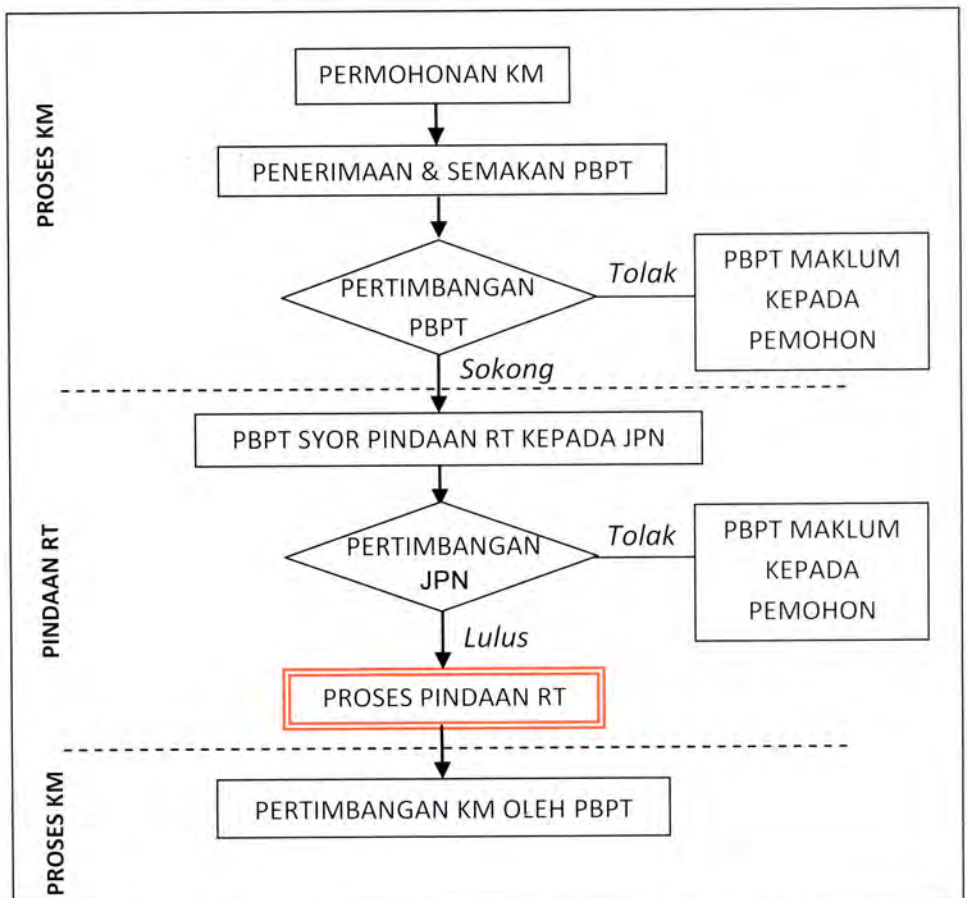 PROSES KM
PERMOHONAN KM
PENERIMAAN & SEMAKAN PBPT
PERTIMBANGAN
PBPT
Tolak
PBPT MAKLUM
KEPADA
PEMOHON
Sokong
PINDAAN RT
PBPT SYOR PINDAAN RT KEPADA JPN
PERTIMBANGAN
JPN
Tolak
PBPT MAKLUM
KEPADA
PEMOHON
Lulus
PROSES PINDAAN RT
PROSES KM
PERTIMBANGAN KM OLEH PBPT